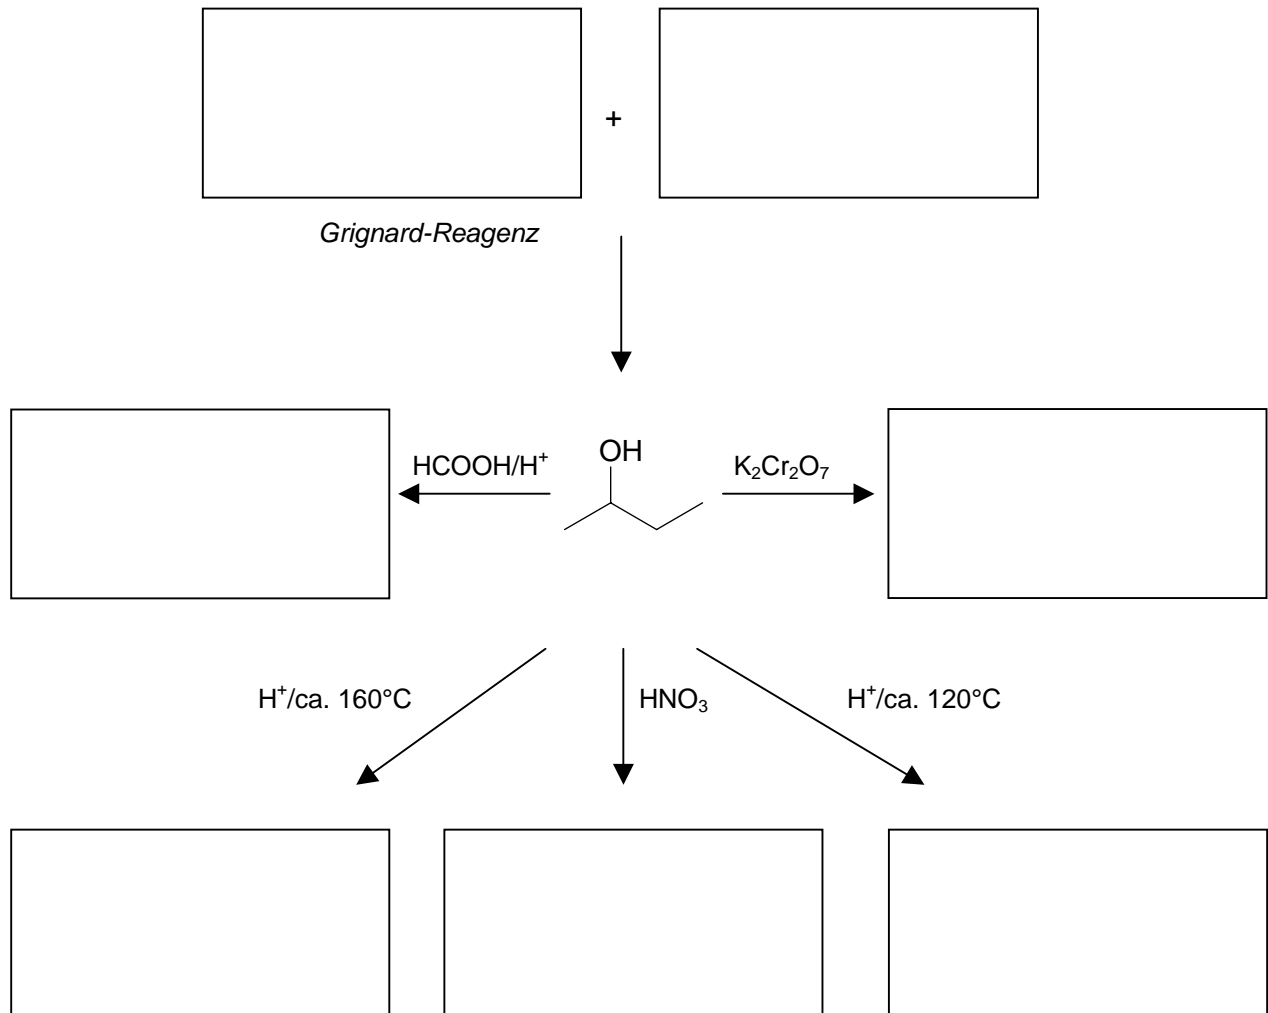 +
Grignard-Reagenz
HCOOH/H⁺
OH
K₂Cr₂O₇
H⁺/ca. 160°C
HNO₃
H⁺/ca. 120°C